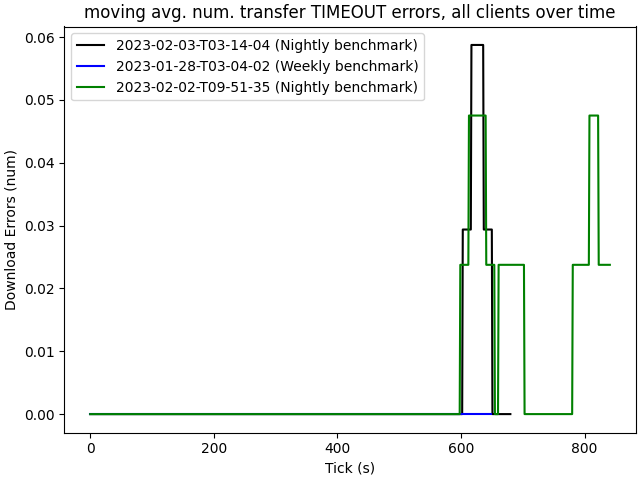 moving avg. num. transfer TIMEOUT errors, all clients over time
2023-02-03-T03-14-04 (Nightly benchmark)
2023-01-28-T03-04-02 (Weekly benchmark)
2023-02-02-T09-51-35 (Nightly benchmark)
Download Errors (num)
0.06
0.05
0.04
0.03
0.02
0.01
0.00
0 200 400 600 800
Tick (s)